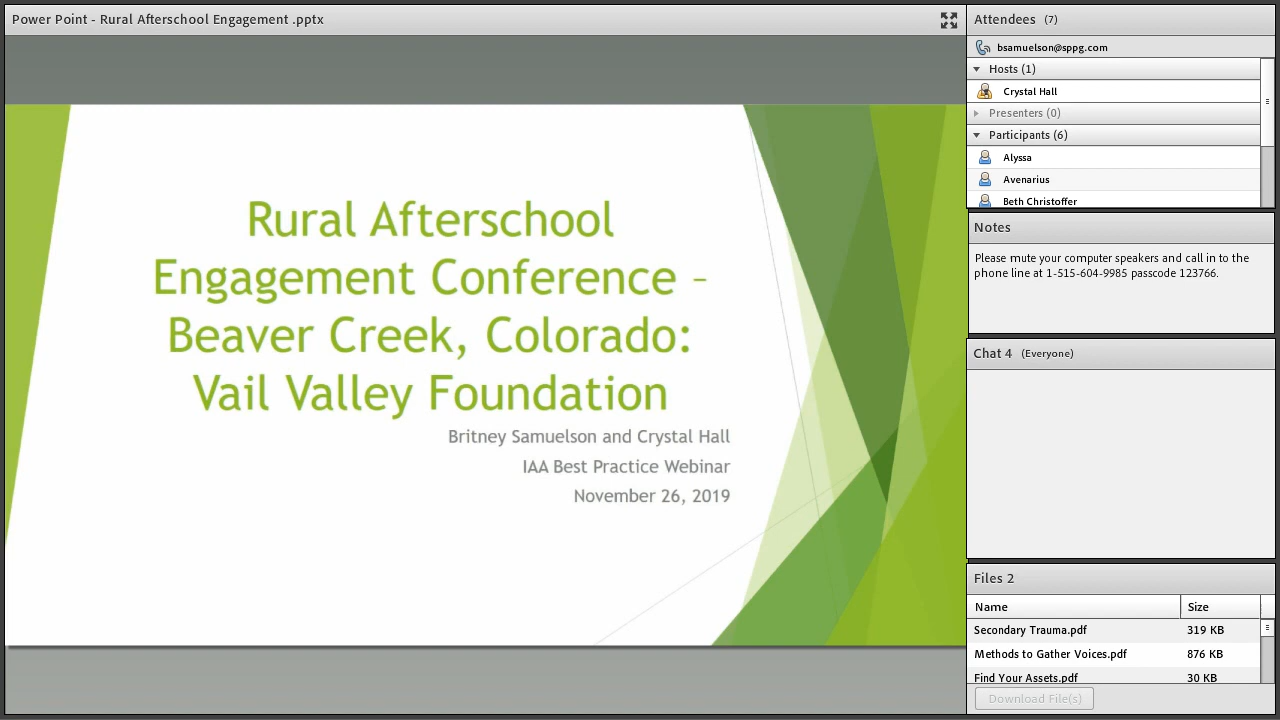 Power Point - Rural Afterschool Engagement .pptx
Rural Afterschool
Engagement Conference –
Beaver Creek, Colorado:
Vail Valley Foundation
Britney Samuelson and Crystal Hall
IAA Best Practice Webinar
November 26, 2019
Attendees (7)
bsamuelson@sppg.com
Hosts (1)
Crystal Hall
Presenters (0)
Participants (6)
Alyssa
Avenarius
Beth Christoffer
Notes
Please mute your computer speakers and call in to the
phone line at 1-515-604-9985 passcode 123766.
Chat 4 (Everyone)
Files 2
Name Size
Secondary Trauma.pdf 319 KB
Methods to Gather Voices.pdf 876 KB
Find Your Assets.pdf 30 KB
Download File(s)